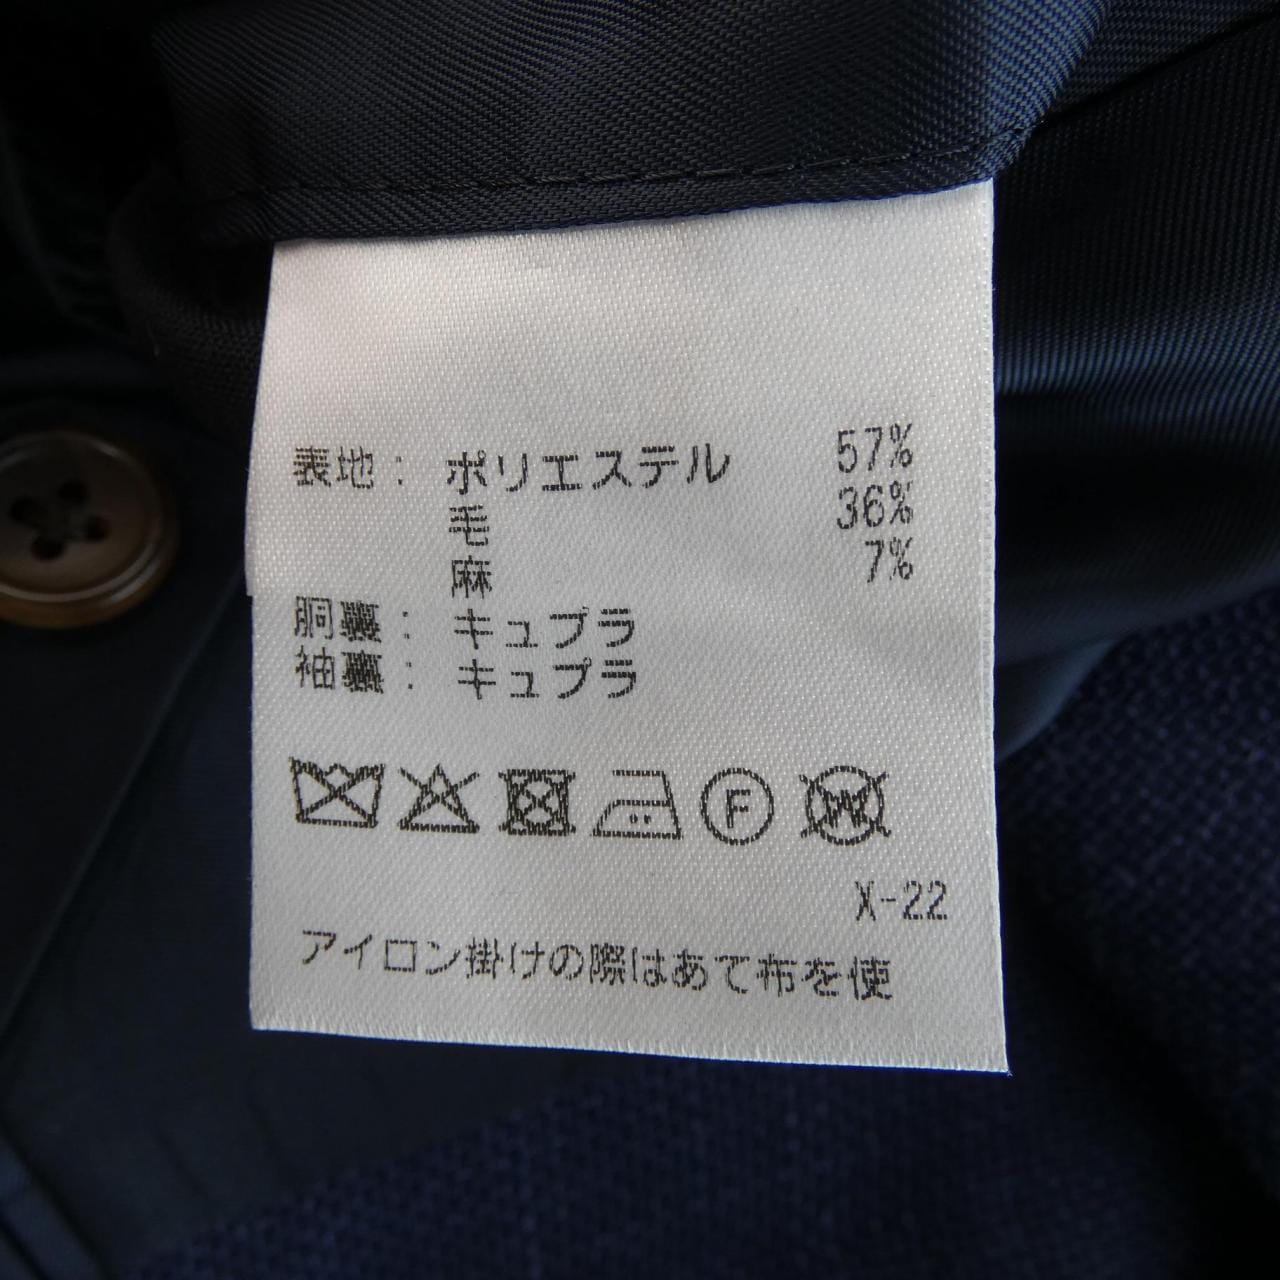 表地： ポリエステル 57%
毛 36%
麻 7%
胴裏： キュプラ
袖裏： キュプラ
F W
X-22
アイロン掛けの際はあて布を使